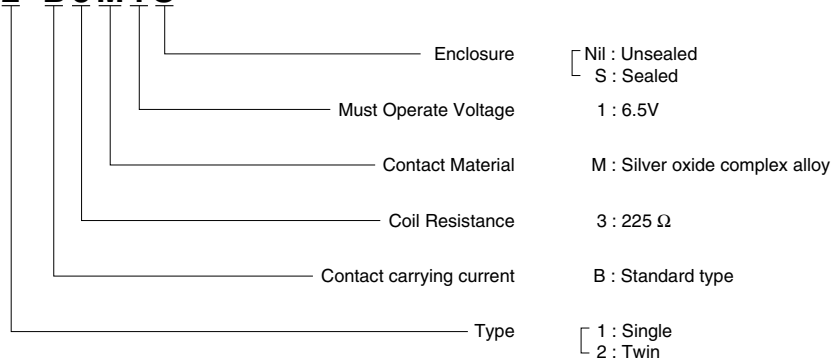 Enclosure Nil : Unsealed
S : Sealed
Must Operate Voltage 1 : 6.5V
Contact Material M : Silver oxide complex alloy
Coil Resistance 3 : 225 Ω
Contact carrying current B : Standard type
Type 1 : Single
2 : Twin